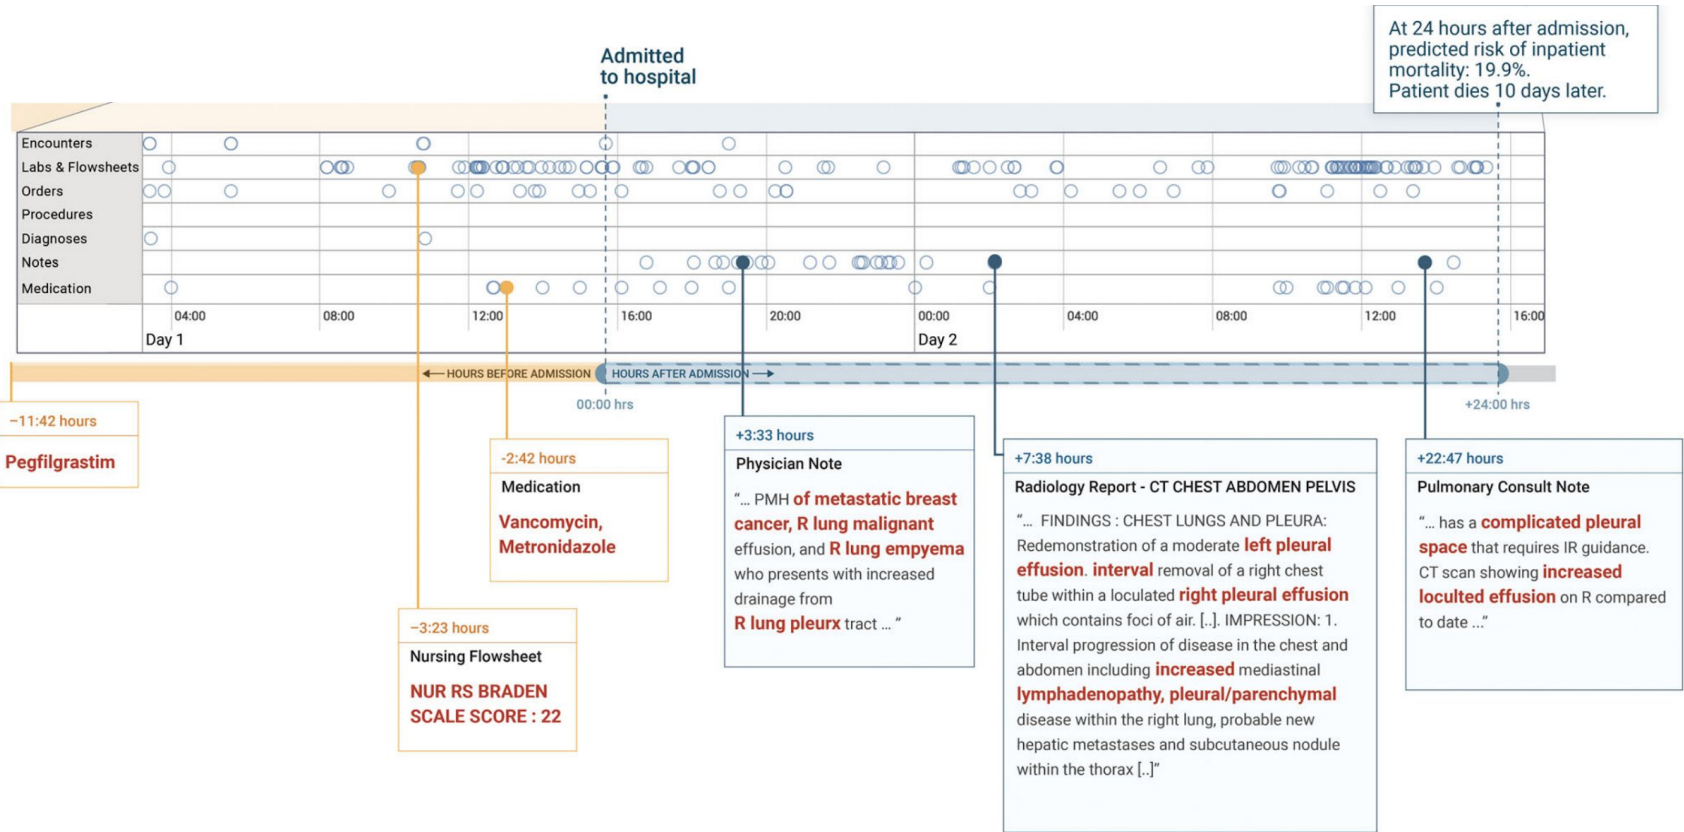 At 24 hours after admission,
predicted risk of inpatient
mortality: 19.9%.
Patient dies 10 days later.
Admitted
to hospital
Encounters
Labs & Flowsheets
Orders
Procedures
Diagnoses
Notes
Medication
04:00 08:00 12:00 16:00 20:00 00:00 04:00 08:00 12:00 16:00
Day 1 Day 2
← HOURS BEFORE ADMISSION HOURS AFTER ADMISSION →
00:00 hrs +24:00 hrs
−11:42 hours
Pegfilgrastim
−3:23 hours
Nursing Flowsheet
NUR RS BRADEN
SCALE SCORE : 22
-2:42 hours
Medication
Vancomycin,
Metronidazole
+3:33 hours
Physician Note
“... PMH of metastatic breast
cancer, R lung malignant
effusion, and R lung empyema
who presents with increased
drainage from
R lung pleurx tract ... ”
+7:38 hours
Radiology Report - CT CHEST ABDOMEN PELVIS
“... FINDINGS : CHEST LUNGS AND PLEURA:
Redemonstration of a moderate left pleural
effusion. interval removal of a right chest
tube within a loculated right pleural effusion
which contains foci of air. [..]. IMPRESSION: 1.
Interval progression of disease in the chest and
abdomen including increased mediastinal
lymphadenopathy, pleural/parenchymal
disease within the right lung, probable new
hepatic metastases and subcutaneous nodule
within the thorax [..]”
+22:47 hours
Pulmonary Consult Note
“... has a complicated pleural
space that requires IR guidance.
CT scan showing increased
loculted effusion on R compared
to date ...”